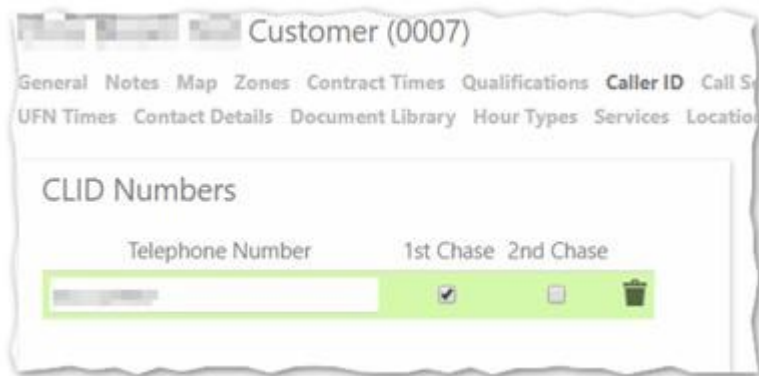 Customer (0007)
General Notes Map Zones Contract Times Qualifications Caller ID Call
UFN Times Contact Details Document Library Hour Types Services
CLID Numbers
Telephone Number 1st Chase 2nd Chase